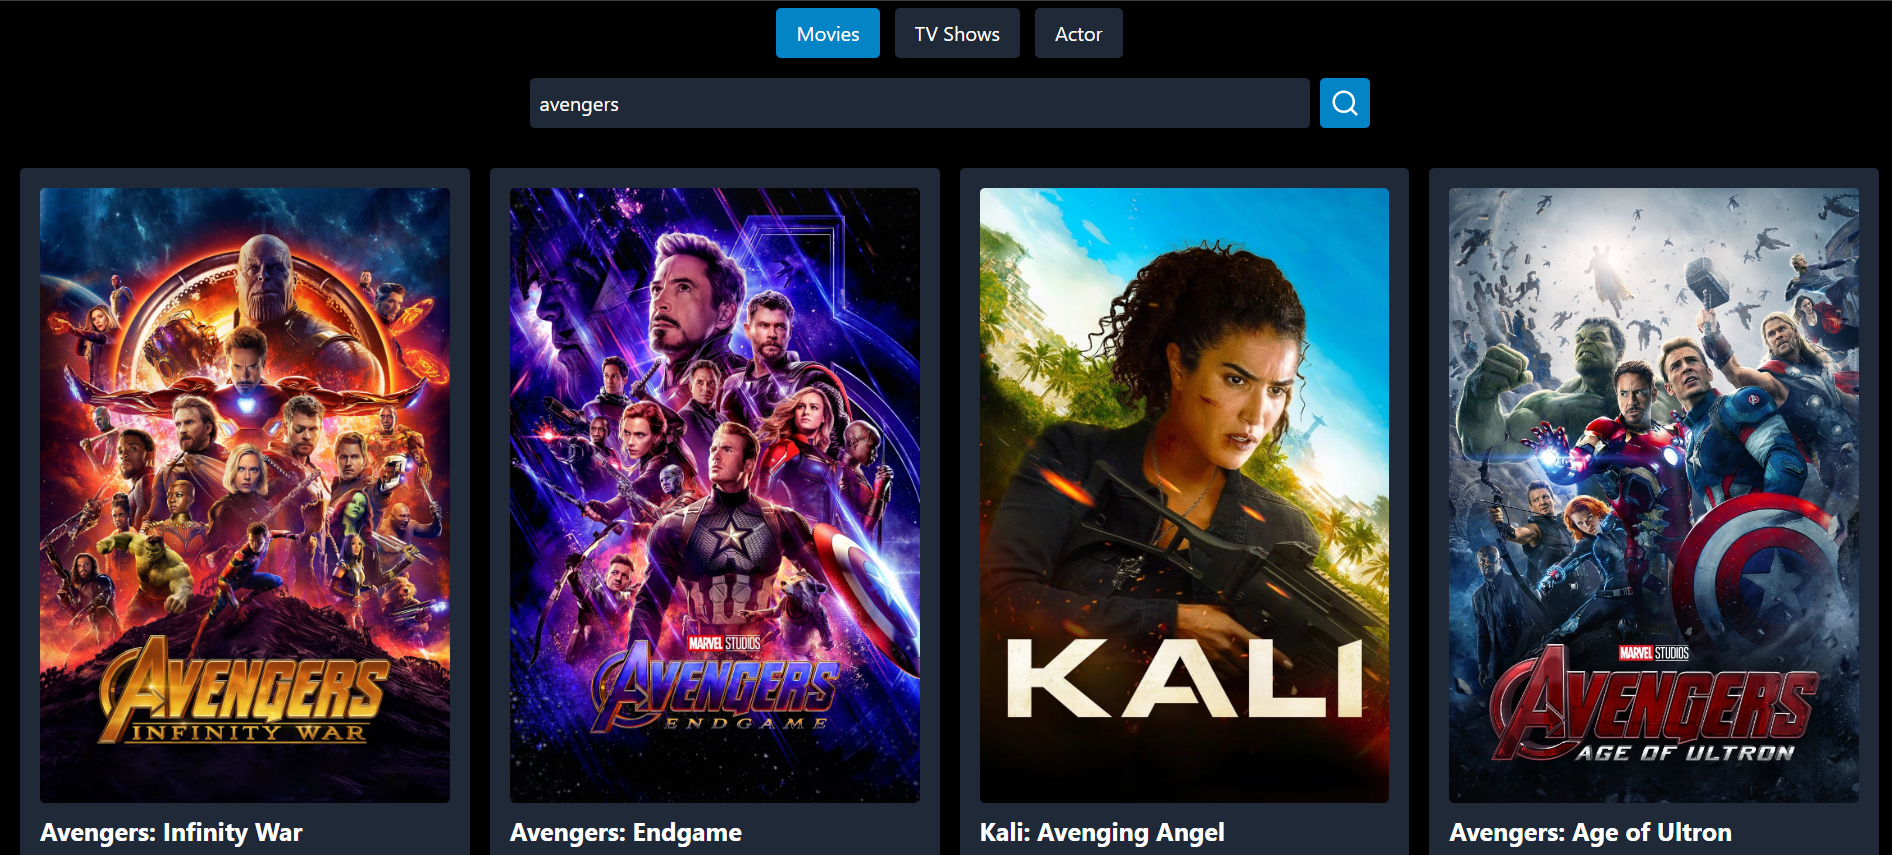 Movies TV Shows Actor
avengers
AVENGERS
INFINITY WAR
MARVEL STUDIOS
AVENGERS
ENDGAME
KALI
MARVEL STUDIOS
AVENGERS
AGE OF ULTRON
Avengers: Infinity War
Avengers: Endgame
Kali: Avenging Angel
Avengers: Age of Ultron